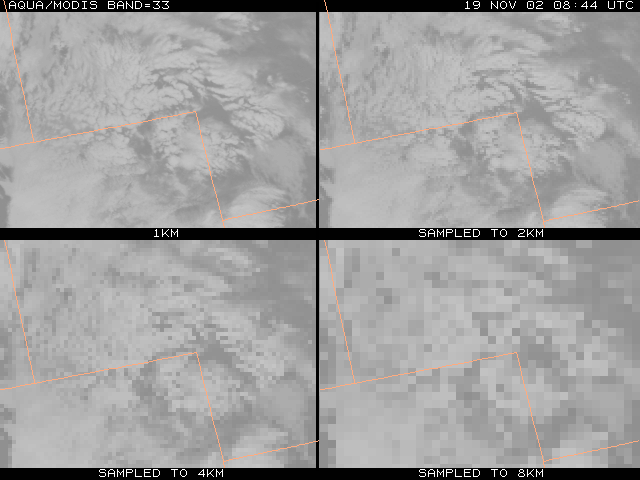 AQUA/MODIS BAND=33 19 NOV 02 08:44 UTC
1KM SAMPLED TO 2KM
SAMPLED TO 4KM SAMPLED TO 8KM